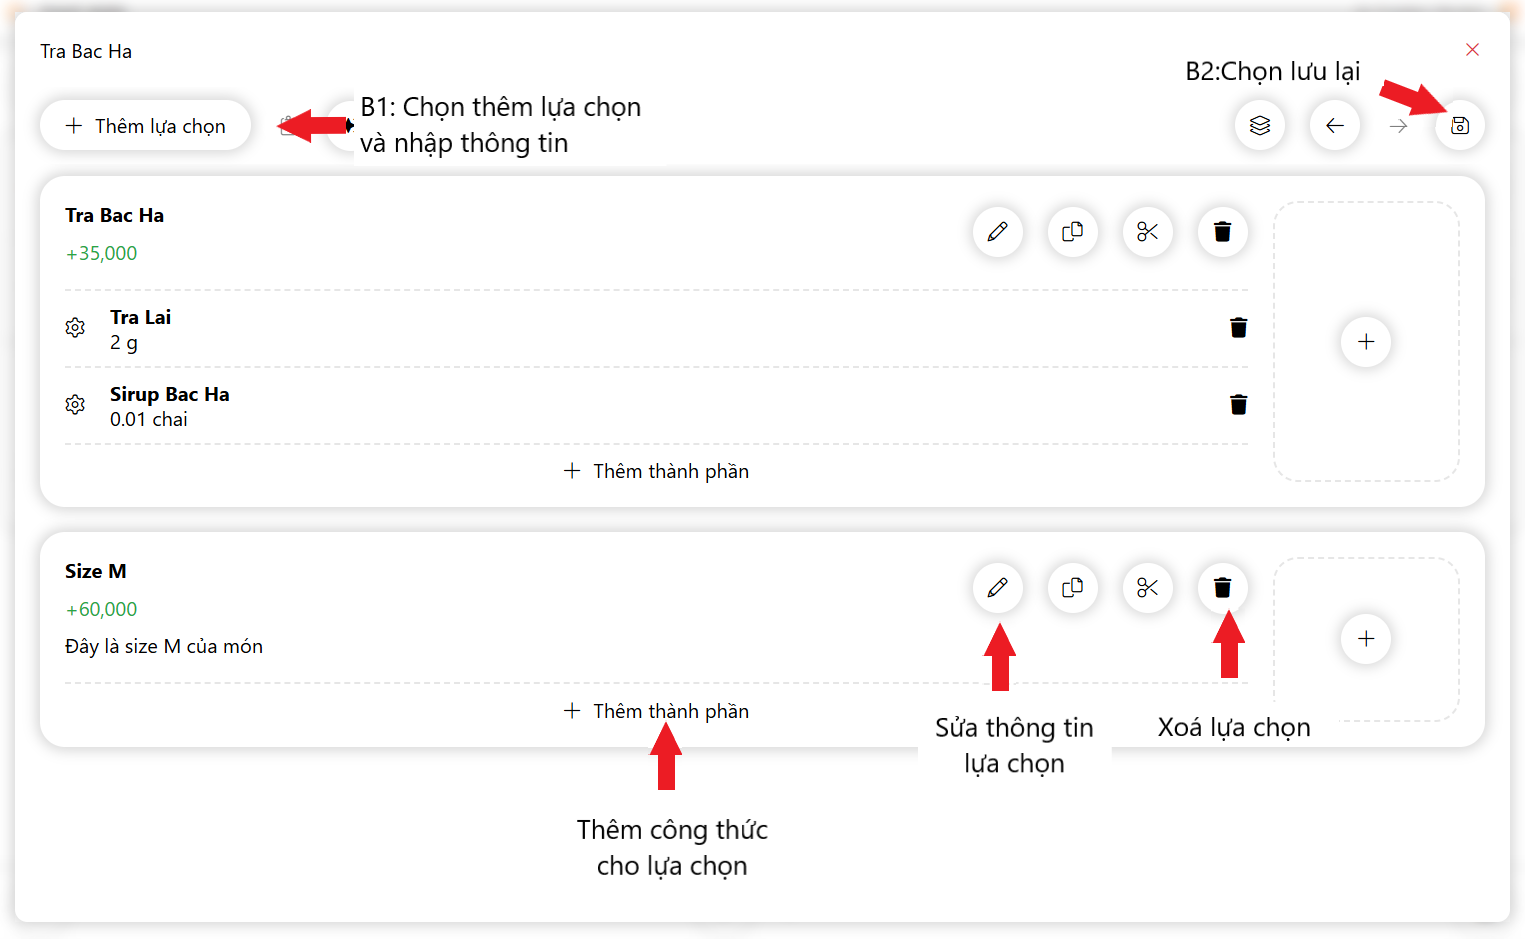 Tra Bac Ha
B2:Chọn lưu lại
Thêm lựa chọn
B1: Chọn thêm lựa chọn
và nhập thông tin
Tra Bac Ha
+35,000
Tra Lai
2 g
Sirup Bac Ha
0.01 chai
Thêm thành phần
Size M
+60,000
Đây là size M của món
Thêm thành phần
Sửa thông tin
lựa chọn
Xoá lựa chọn
Thêm công thức
cho lựa chọn